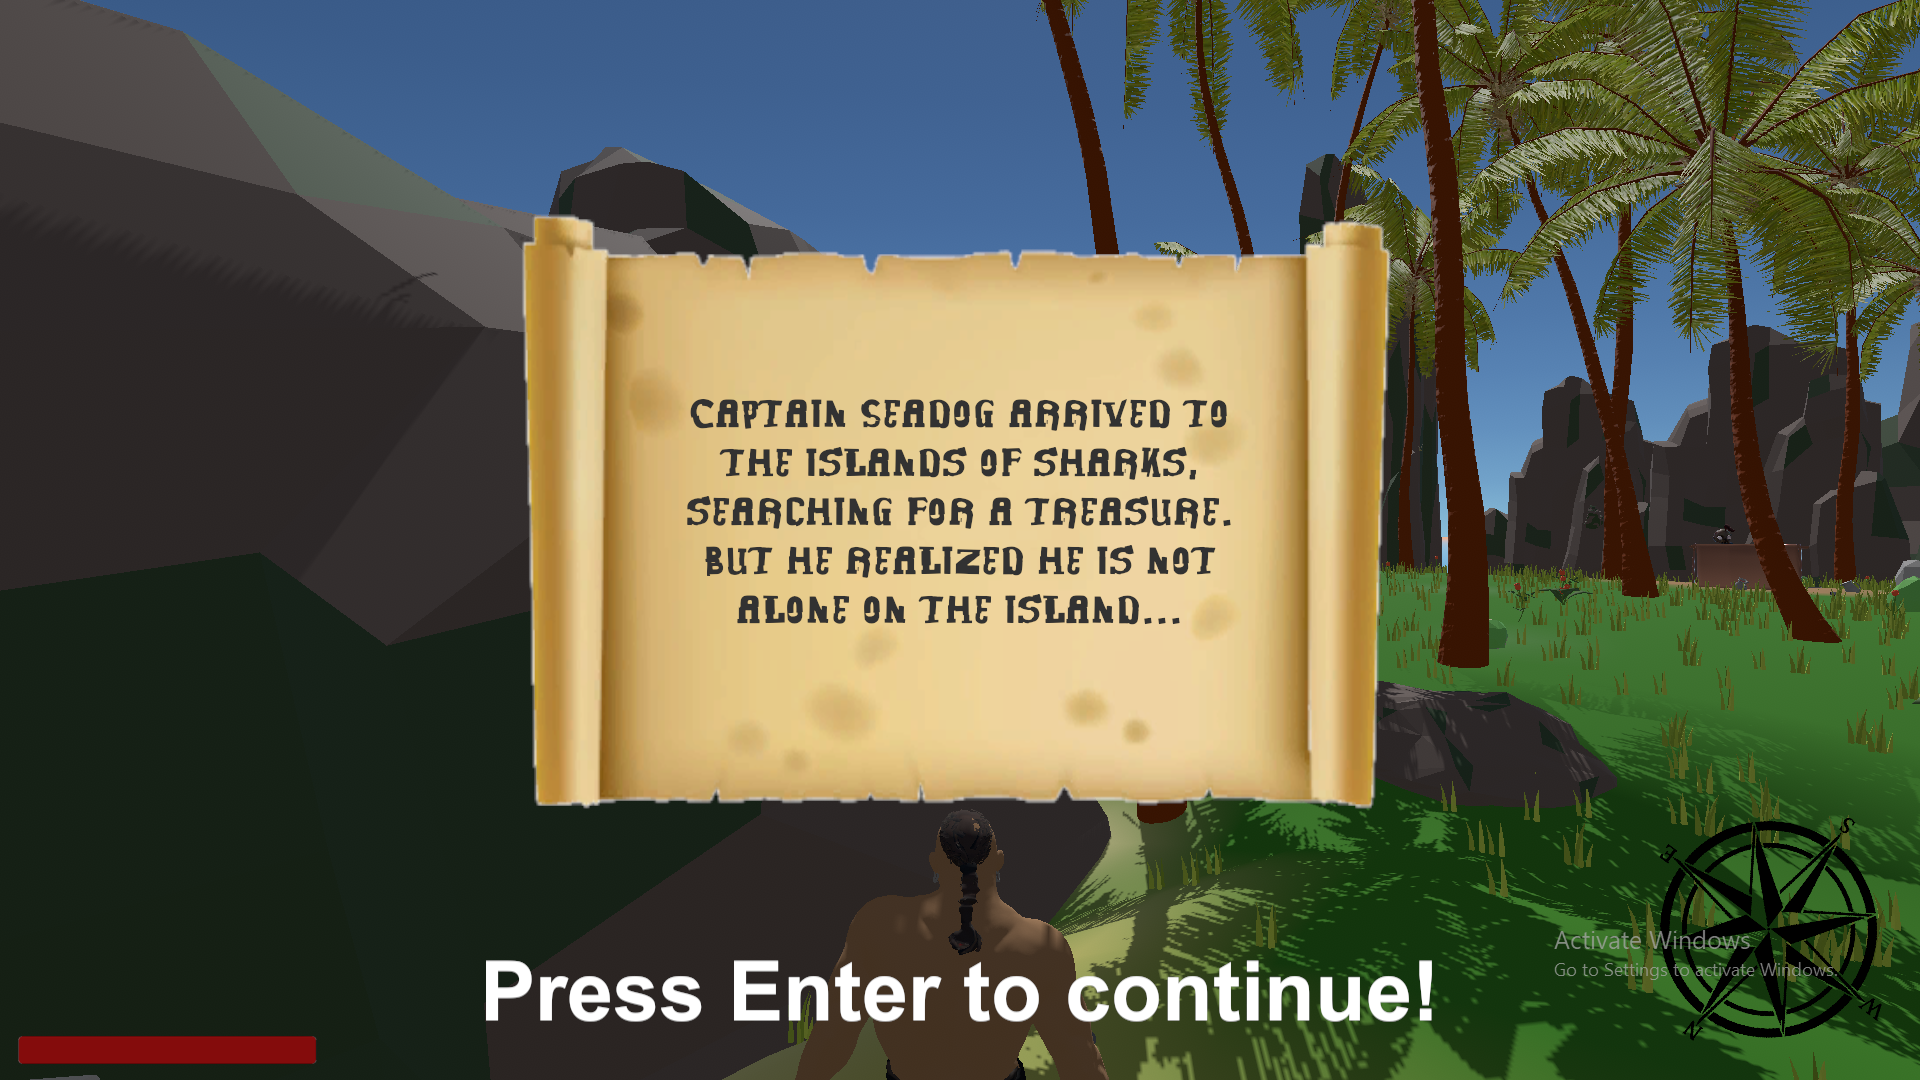 CAPTAIN SEADOG ARRIVED TO
THE ISLANDS OF SHARKS,
SEARCHING FOR A TREASURE.
BUT HE REALIZED HE IS NOT
ALONE ON THE ISLAND...
S
E
Activate Windows
Go to Settings to activate Windows.
Press Enter to continue!
W
N